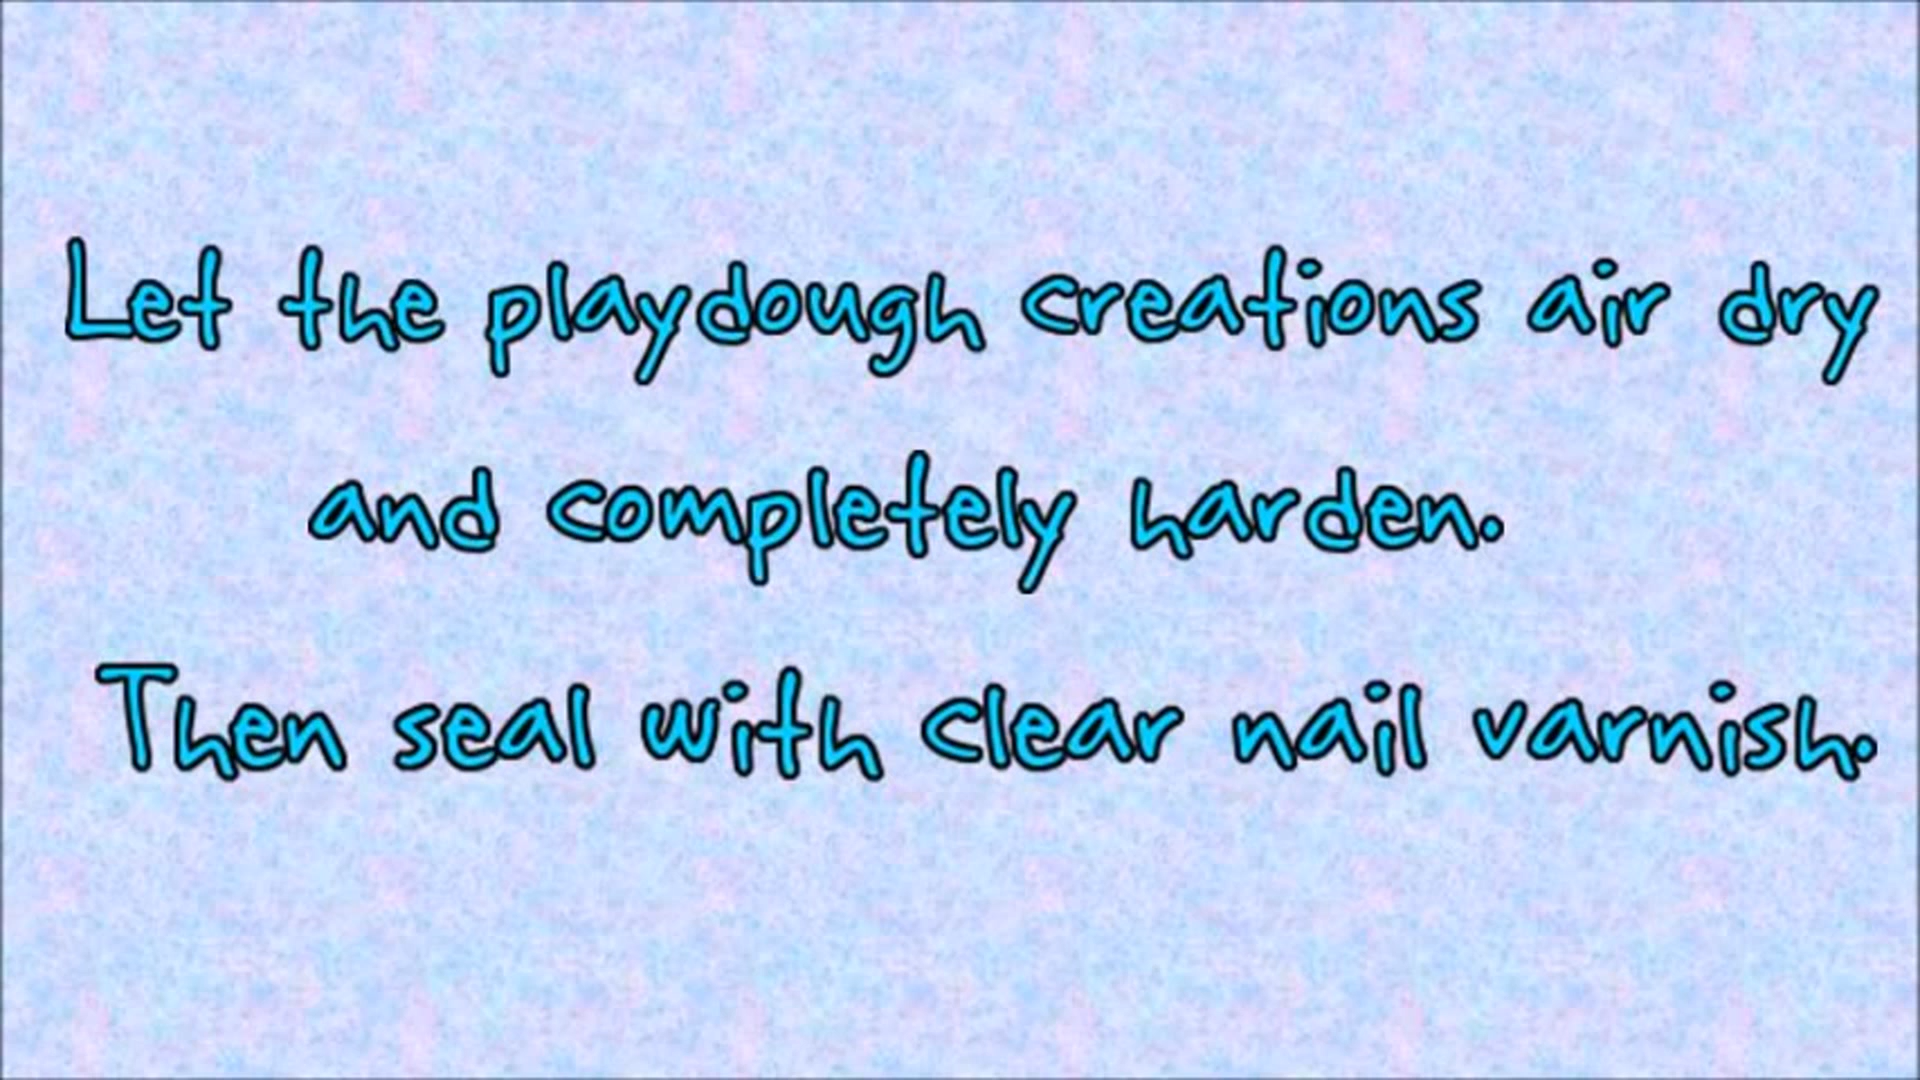 Let the playdough creations air dry
and completely harden.
Then seal with clear nail varnish.